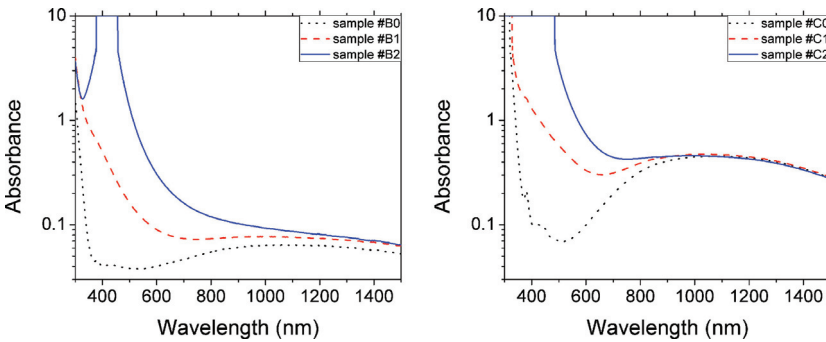 10
1
0.1
Absorbance
400 600 800 1000 1200 1400
Wavelength (nm)
sample #B0
sample #B1
sample #B2
10
1
0.1
Absorbance
400 600 800 1000 1200 1400
Wavelength (nm)
sample #C0
sample #C1
sample #C2